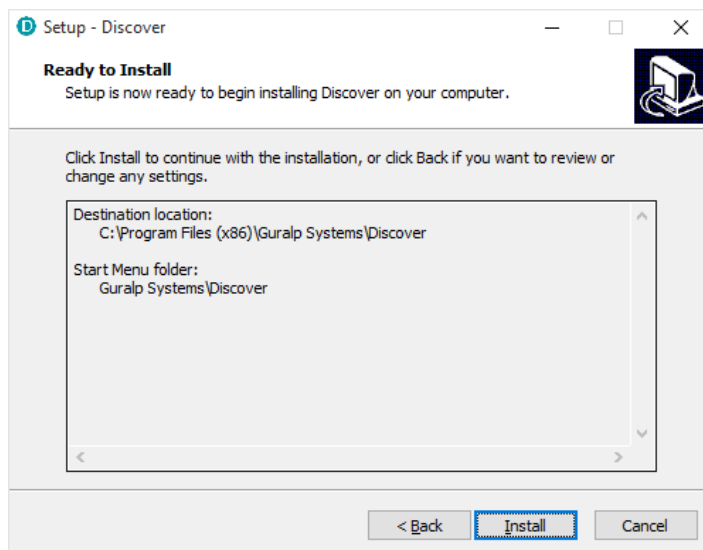 Setup - Discover
Ready to Install
Setup is now ready to begin installing Discover on your computer.
Click Install to continue with the installation, or click Back if you want to review or
change any settings.
Destination location:
C:\Program Files (x86)\Guralp Systems\Discover
Start Menu folder:
Guralp Systems\Discover
< Back Install Cancel